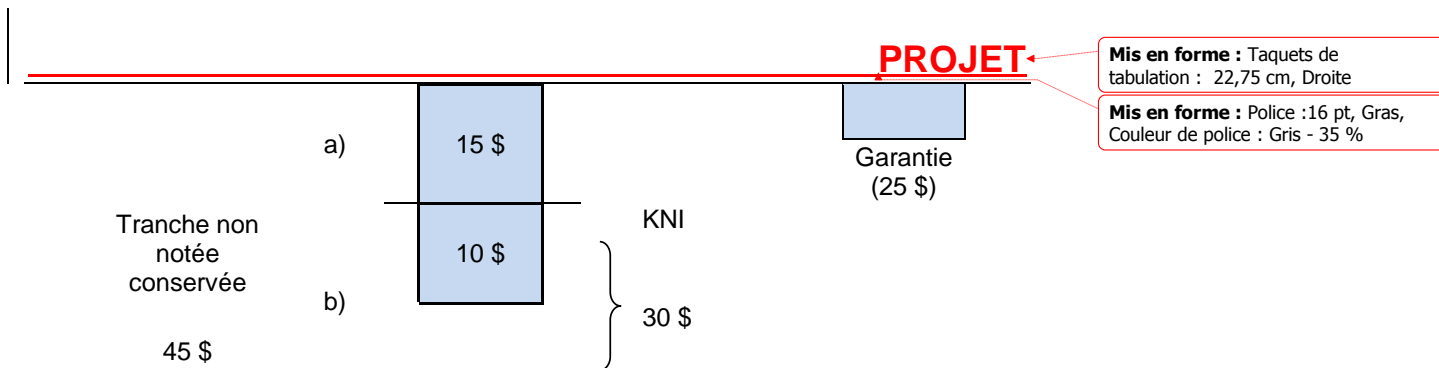 PROJET
Mis en forme : Taquets de
tabulation : 22,75 cm, Droite
Mis en forme : Police :16 pt, Gras,
Couleur de police : Gris - 35 %
a)
15 $
Garantie
(25 $)
Tranche non
notée
conservée
45 $
b)
10 $
KNI
30 $